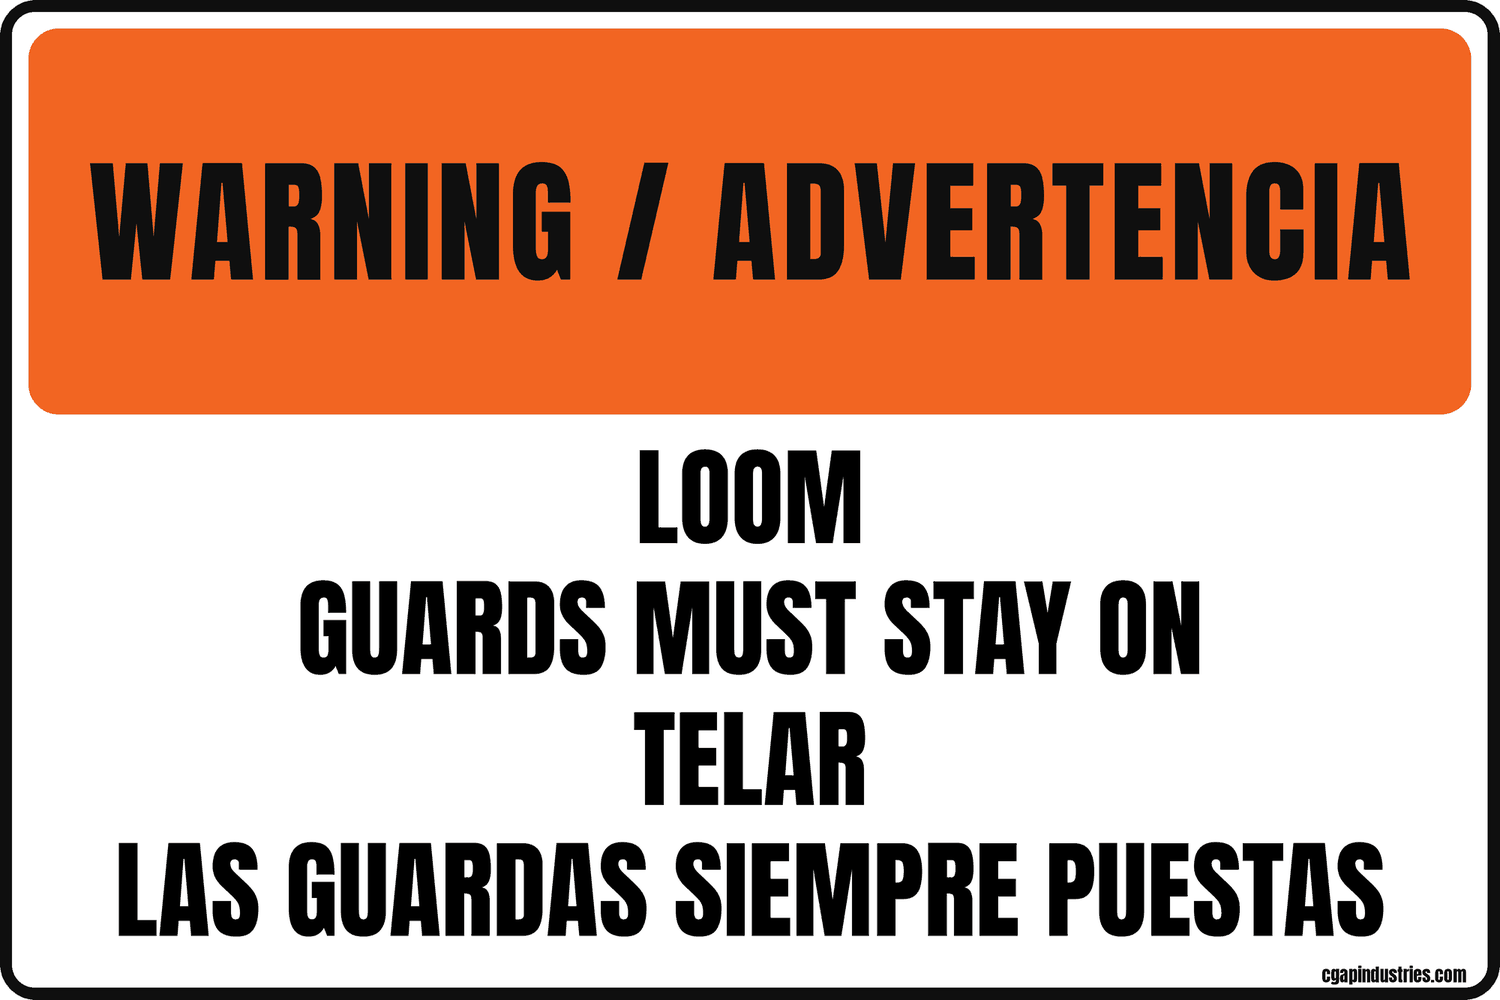 WARNING / ADVERTENCIA
LOOM
GUARDS MUST STAY ON
TELAR
LAS GUARDAS SIEMPRE PUESTAS
cgapindustries.com